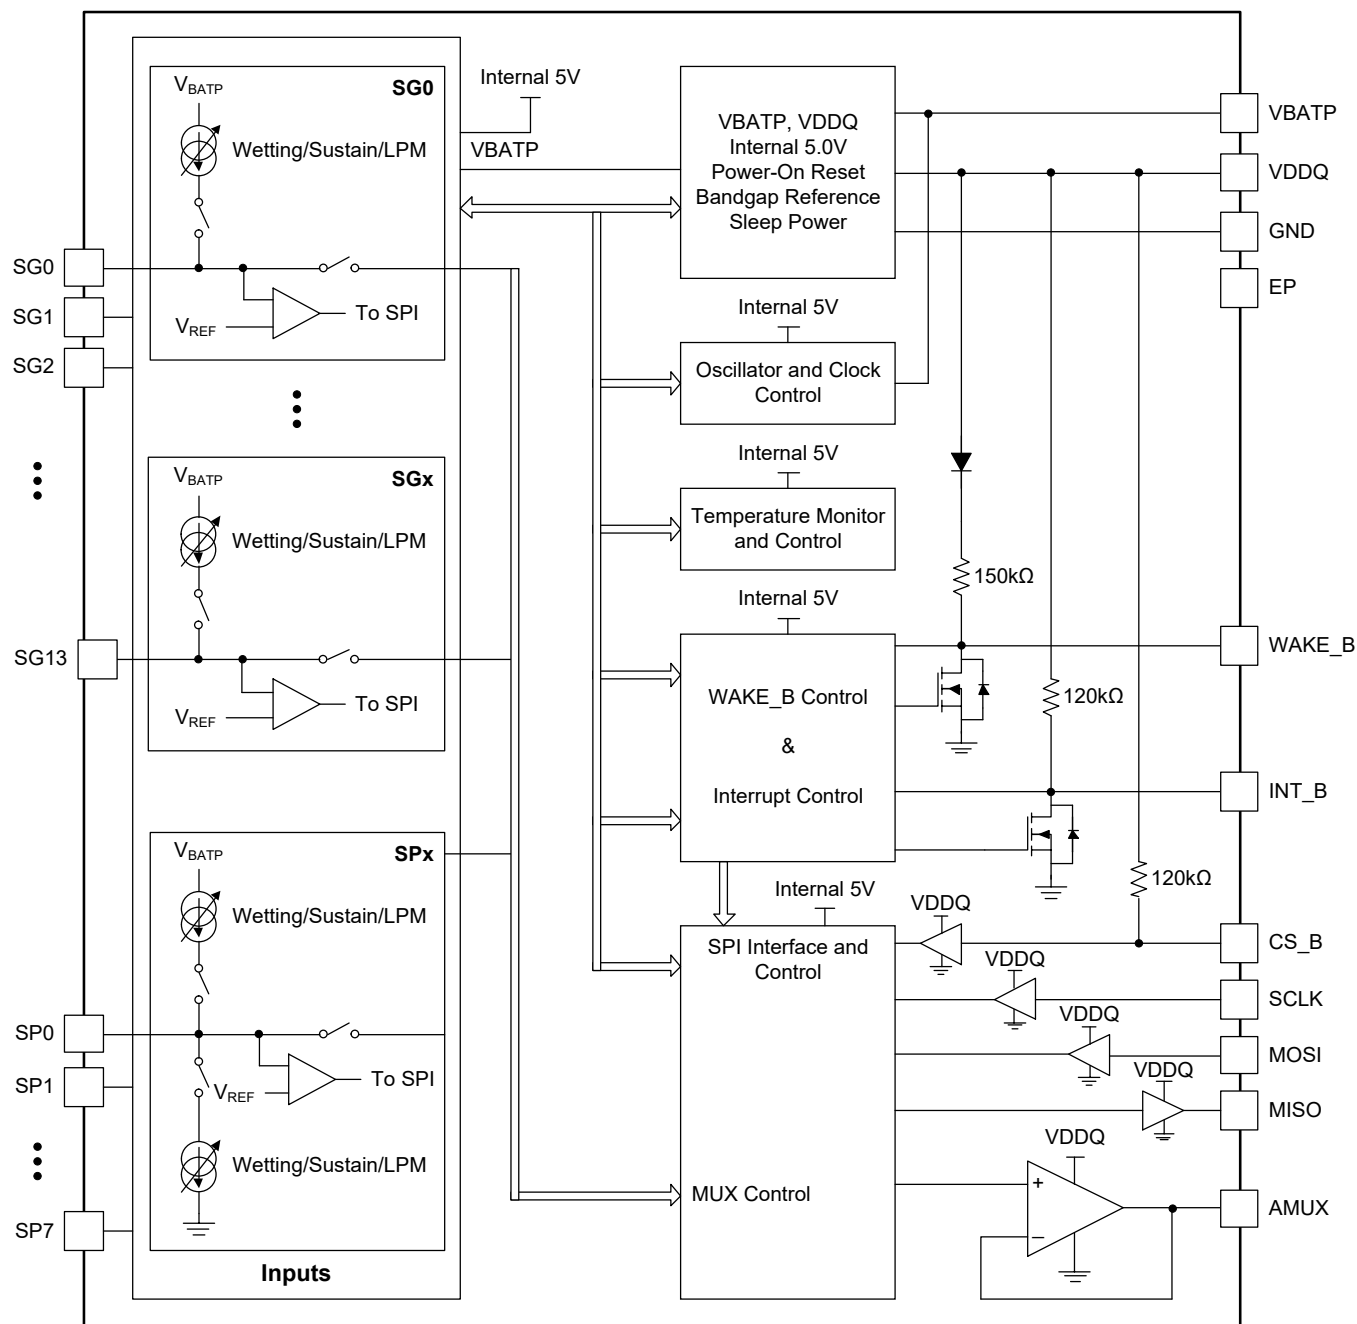 SG0
SG1
SG2
SG13
SP0
SP1
SP7
VBATP
SG0
Wetting/Sustain/LPM
VREF
To SPI
VBATP
SGx
Wetting/Sustain/LPM
VREF
To SPI
VBATP
SPx
Wetting/Sustain/LPM
VREF
To SPI
Wetting/Sustain/LPM
Inputs
Internal 5V
VBATP
VBATP, VDDQ
Internal 5.0V
Power-On Reset
Bandgap Reference
Sleep Power
Internal 5V
Oscillator and Clock
Control
Internal 5V
Temperature Monitor
and Control
Internal 5V
WAKE_B Control
&
Interrupt Control
Internal 5V
SPI Interface and
Control
MUX Control
150kΩ
120kΩ
120kΩ
VDDQ
VDDQ
VDDQ
VDDQ
VDDQ
+
−
VBATP
VDDQ
GND
EP
WAKE_B
INT_B
CS_B
SCLK
MOSI
MISO
AMUX